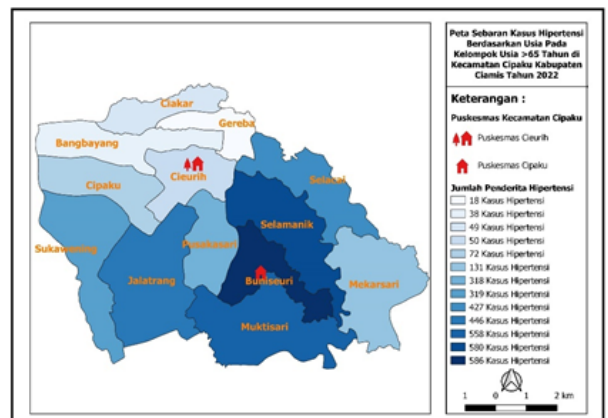 Peta Sebaran Kasus Hipertensi
Berdasarkan Usia Pada
Kelompok Usia >65 Tahun di
Kecamatan Cipaku Kabupaten
Ciamis Tahun 2022
Keterangan :
Puskesmas Kecamatan Cipaku
Puskesmas Cieurih
Puskesmas Cipaku
Jumlah Penderita Hipertensi
18 Kasus Hipertensi
38 Kasus Hipertensi
49 Kasus Hipertensi
50 Kasus Hipertensi
72 Kasus Hipertensi
131 Kasus Hipertensi
318 Kasus Hipertensi
319 Kasus Hipertensi
427 Kasus Hipertensi
446 Kasus Hipertensi
558 Kasus Hipertensi
580 Kasus Hipertensi
586 Kasus Hipertensi
1 0 1 2 km
Ciakar
Gereba
Bangbayang
Cieurih
Cipaku
Selacai
Selamanik
Sukawening
Pusakasari
Jalatrang
Buniseuri
Mekarsari
Muktisari